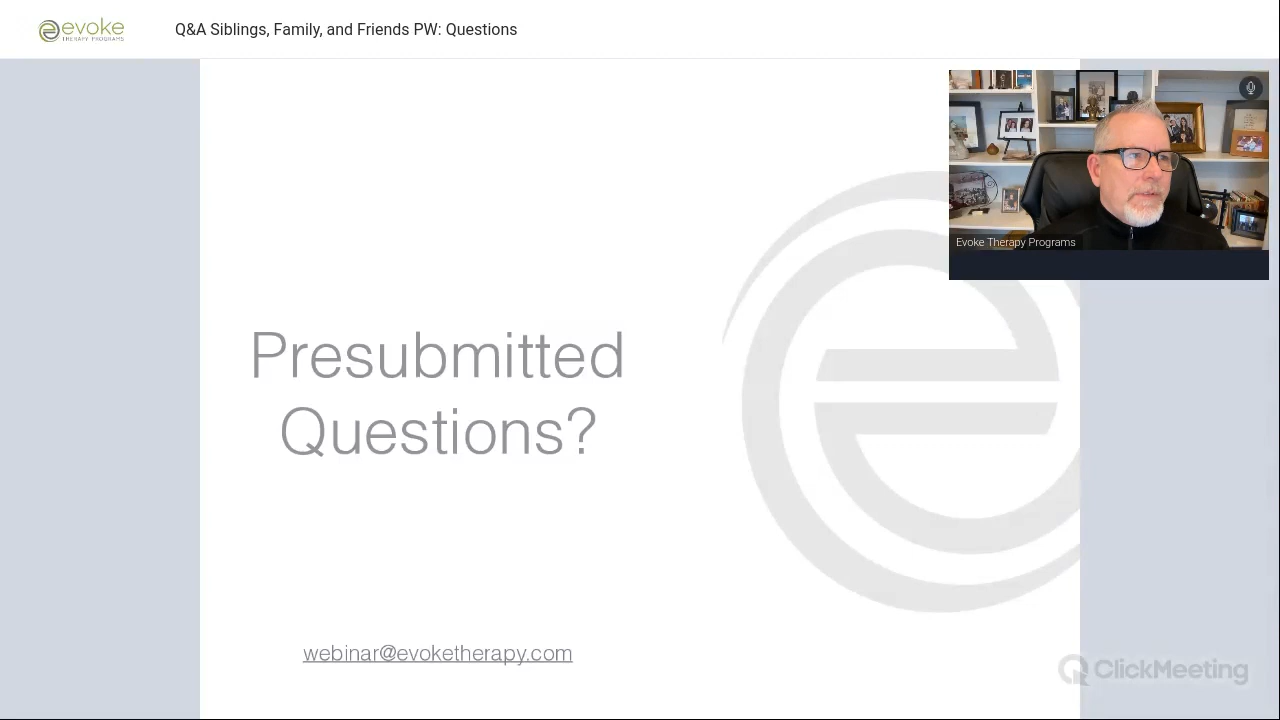 evoke
THERAPY PROGRAMS
Q&A Siblings, Family, and Friends PW: Questions
Evoke Therapy Programs
Presubmitted
Questions?
webinar@evoketherapy.com
ClickMeeting